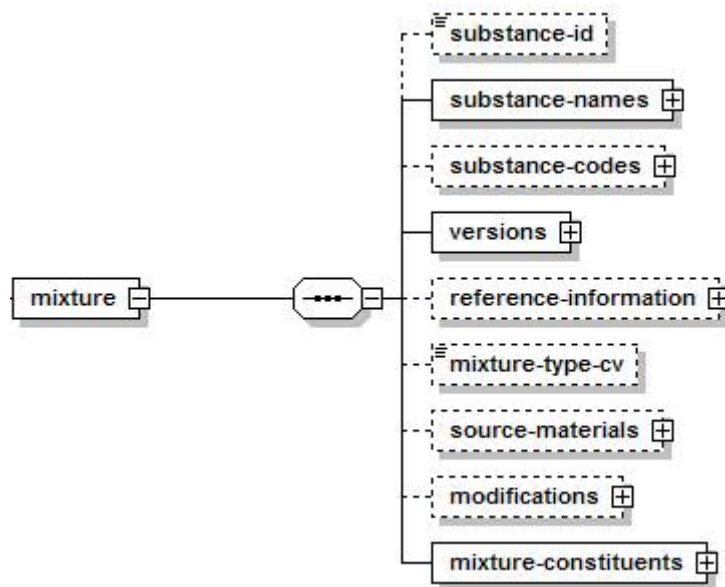 substance-id
substance-names
substance-codes
versions
mixture
reference-information
mixture-type-cv
source-materials
modifications
mixture-constituents